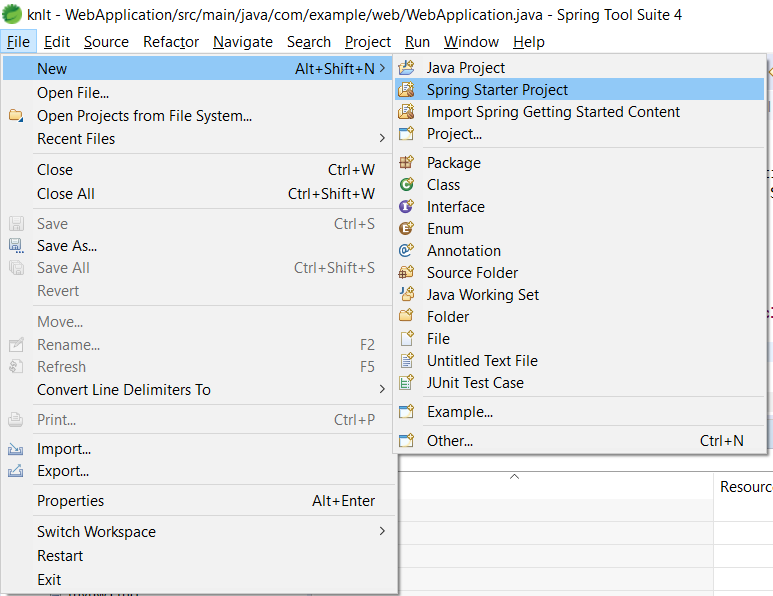 knlt - WebApplication/src/main/java/com/example/web/WebApplication.java - Spring Tool Suite 4
File Edit Source Refactor Navigate Search Project Run Window Help
New Alt+Shift+N
Open File...
Open Projects from File System...
Recent Files
Close Ctrl+W
Close All Ctrl+Shift+W
Save Ctrl+S
Save As...
Save All Ctrl+Shift+S
Revert
Move...
Rename... F2
Refresh F5
Convert Line Delimiters To
Print... Ctrl+P
Import...
Export...
Properties Alt+Enter
Switch Workspace
Restart
Exit
Java Project
Spring Starter Project
Import Spring Getting Started Content
Project...
Package
Class
Interface
Enum
Annotation
Source Folder
Java Working Set
Folder
File
Untitled Text File
JUnit Test Case
Example...
Other... Ctrl+N
Resourc